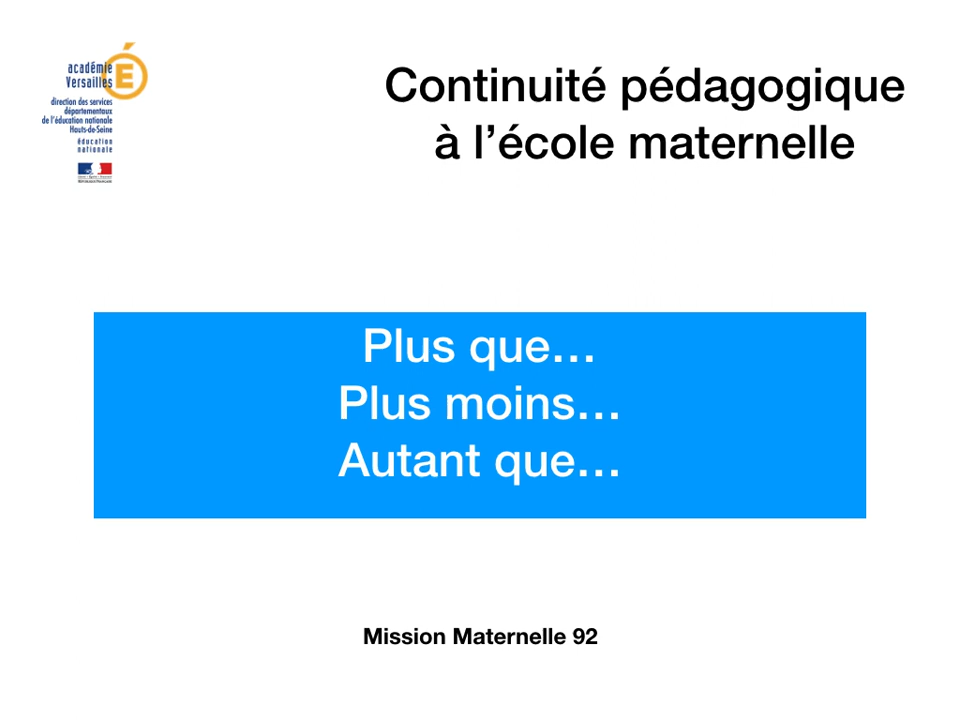 académie
Versailles
direction des services
départementaux
de l'éducation nationale
Hauts-de-Seine
éducation
nationale
Continuité pédagogique
à l’école maternelle
Plus que…
Plus moins…
Autant que…
Mission Maternelle 92